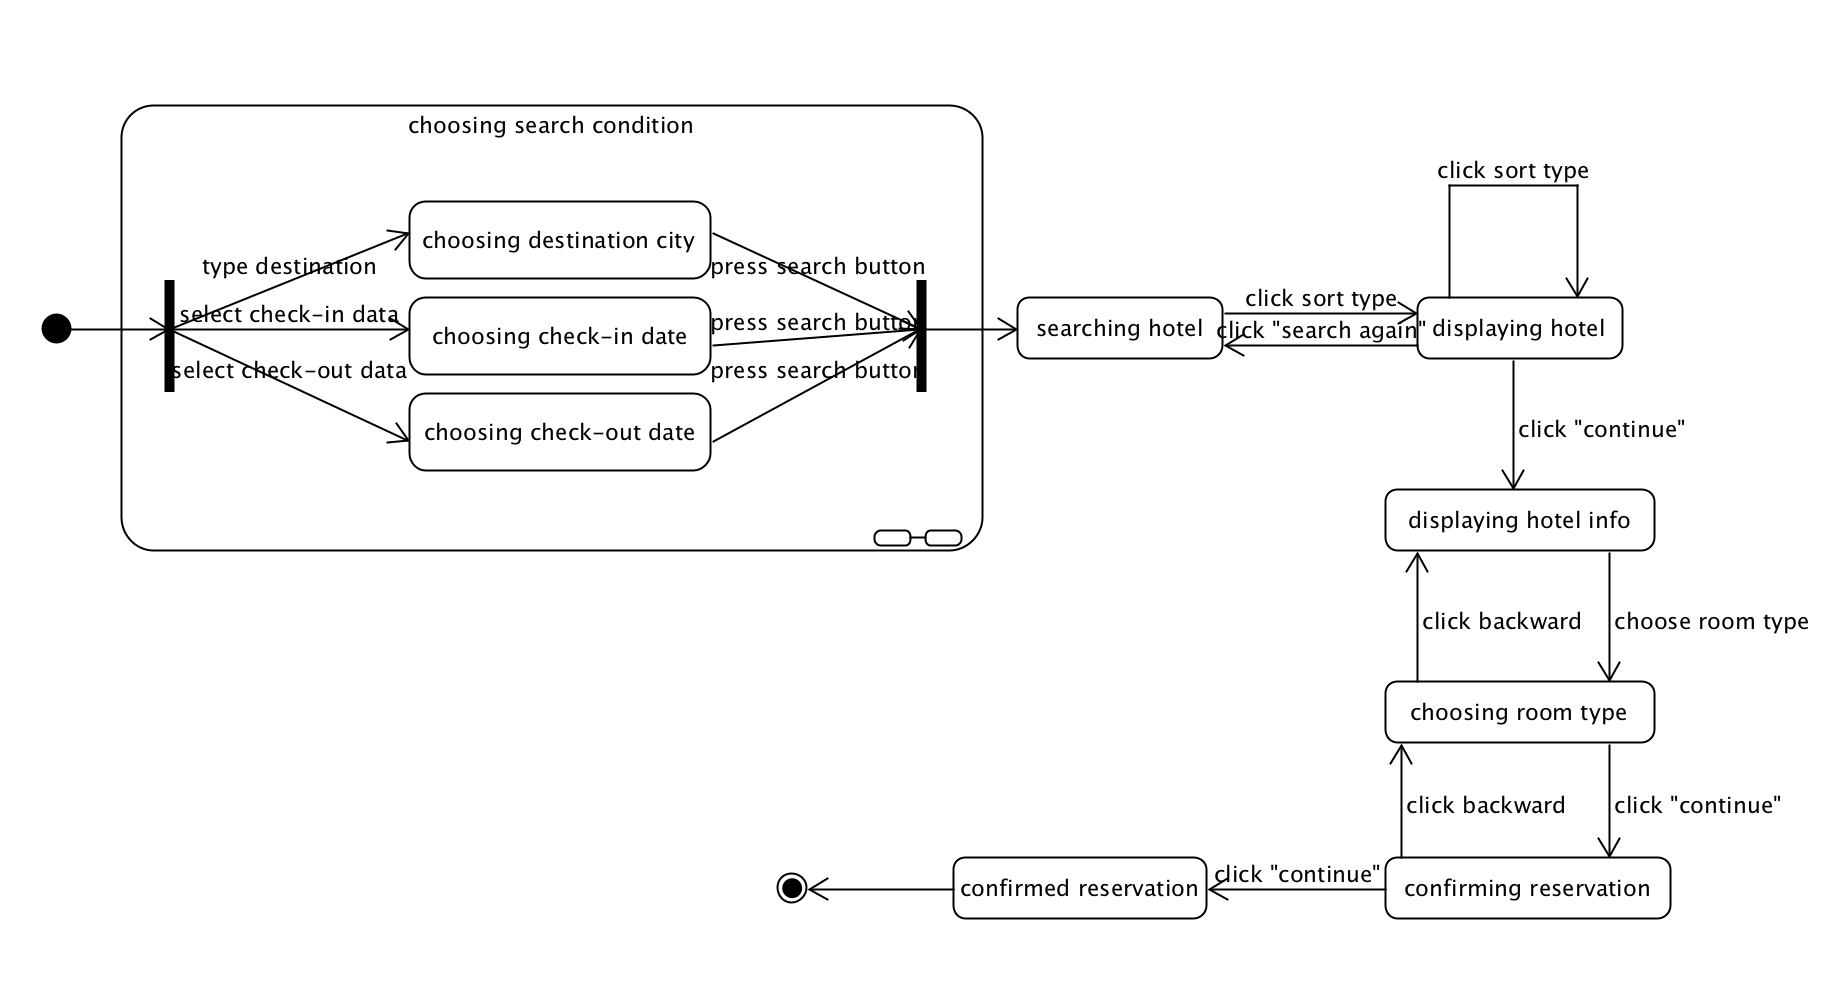 choosing search condition
choosing destination city
type destination
press search button
select check-in data
choosing check-in date
press search button
select check-out data
press search button
choosing check-out date
click sort type
click sort type
searching hotel
click "search again"
displaying hotel
click "continue"
displaying hotel info
click backward
choose room type
choosing room type
click backward
click "continue"
confirmed reservation
click "continue"
confirming reservation